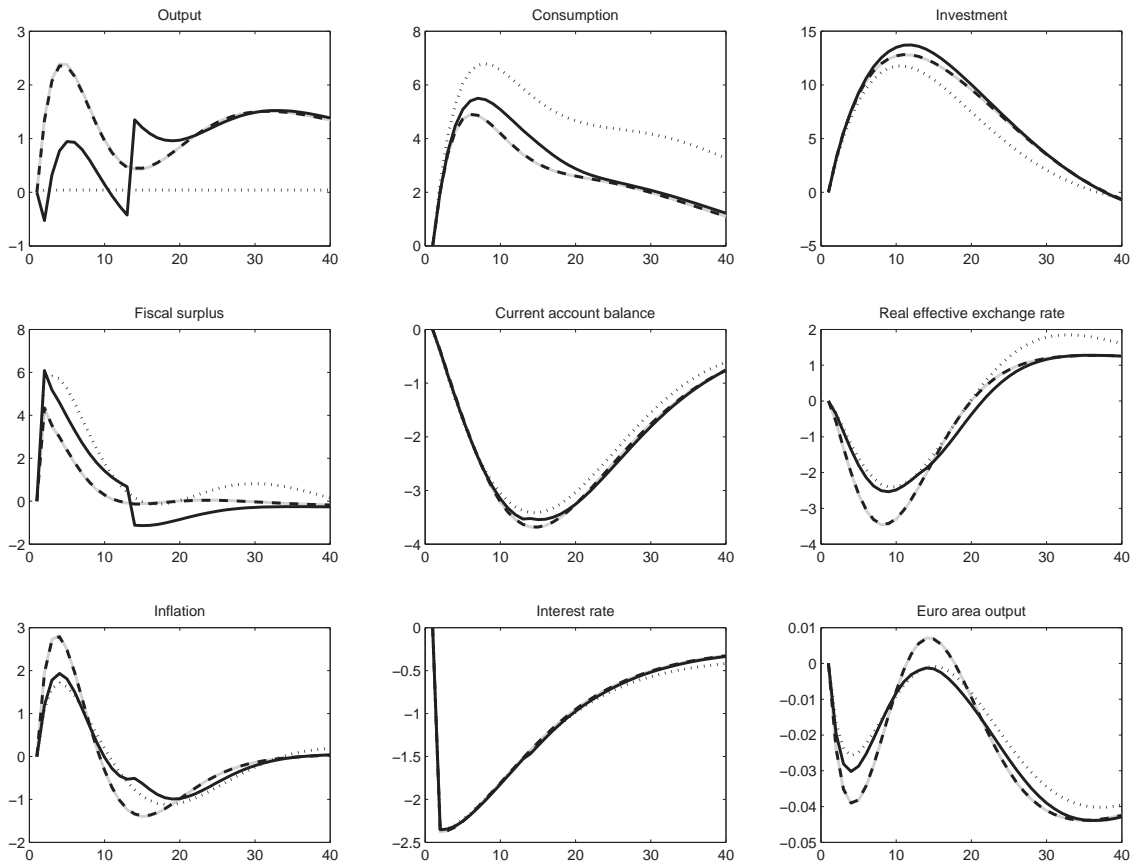 Output
3
2
1
0
−1
0 10 20 30 40
Consumption
8
6
4
2
0
0 10 20 30 40
Investment
15
10
5
0
−5
0 10 20 30 40
Fiscal surplus
8
6
4
2
0
−2
0 10 20 30 40
Current account balance
0
−1
−2
−3
−4
0 10 20 30 40
Real effective exchange rate
2
1
0
−1
−2
−3
−4
0 10 20 30 40
Inflation
3
2
1
0
−1
−2
0 10 20 30 40
Interest rate
0
−0.5
−1
−1.5
−2
−2.5
0 10 20 30 40
Euro area output
0.01
0
−0.01
−0.02
−0.03
−0.04
−0.05
0 10 20 30 40